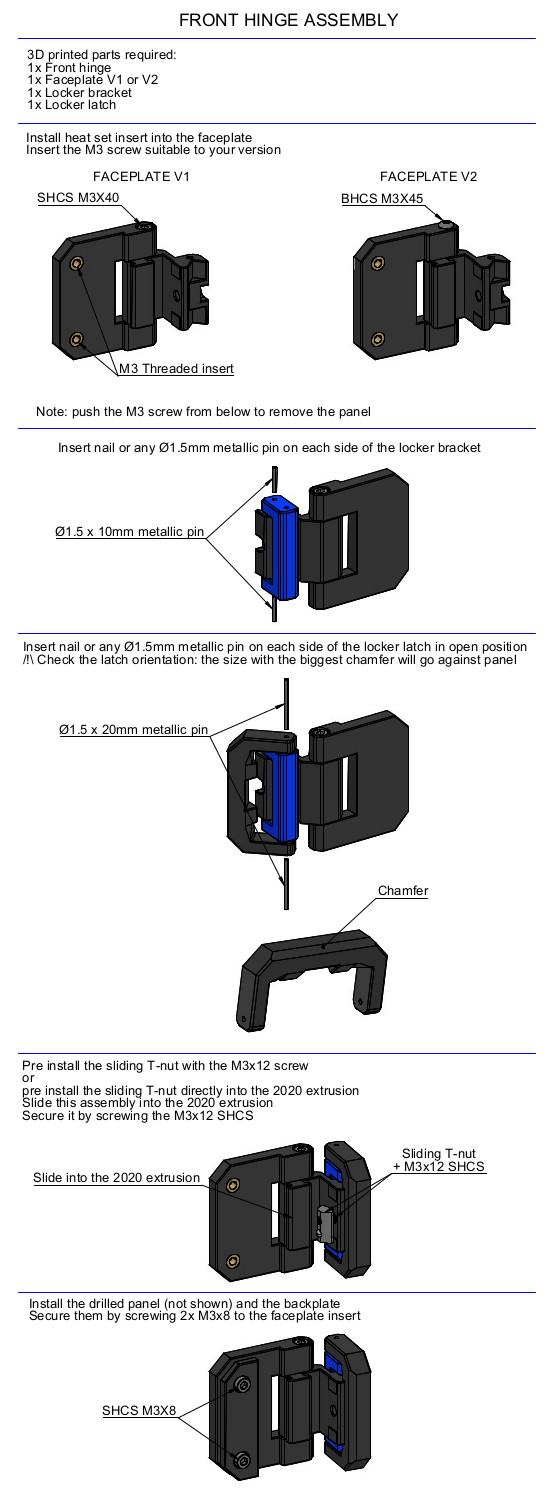 FRONT HINGE ASSEMBLY
3D printed parts required:
1x Front hinge
1x Faceplate V1 or V2
1x Locker bracket
1x Locker latch
Install heat set insert into the faceplate
Insert the M3 screw suitable to your version
FACEPLATE V1
FACEPLATE V2
SHCS M3X40
BHCS M3X45
M3 Threaded insert
Note: push the M3 screw from below to remove the panel
Insert nail or any Ø1.5mm metallic pin on each side of the locker bracket
Ø1.5 x 10mm metallic pin
Insert nail or any Ø1.5mm metallic pin on each side of the locker latch in open position
/!\ Check the latch orientation: the size with the biggest chamfer will go against panel
Ø1.5 x 20mm metallic pin
Chamfer
Pre install the sliding T-nut with the M3x12 screw
or
pre install the sliding T-nut directly into the 2020 extrusion
Slide this assembly into the 2020 extrusion
Secure it by screwing the M3x12 SHCS
Sliding T-nut
+ M3x12 SHCS
Slide into the 2020 extrusion
Install the drilled panel (not shown) and the backplate
Secure them by screwing 2x M3x8 to the faceplate insert
SHCS M3X8